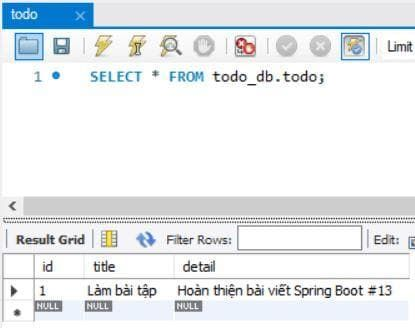 todo
Limit
1 SELECT * FROM todo_db.todo;
Result Grid Filter Rows: Edit:
id title detail
1 Làm bài tập Hoàn thiện bài viết Spring Boot #13
NULL NULL NULL